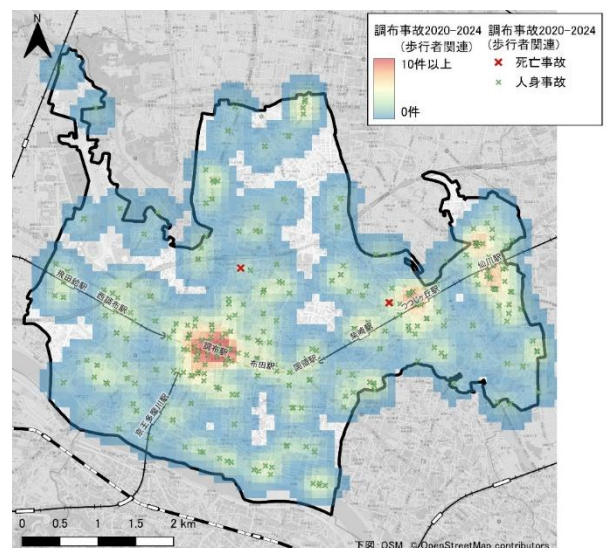 調布事故2020-2024
(歩行者関連)
10件以上
0件
調布事故2020-2024
(歩行者関連)
死亡事故
人身事故
仙川駅
つつじヶ丘駅
柴崎駅
国領駅
布田駅
調布駅
西調布駅
飛田給駅
京王多摩川駅
0 0.5 1 1.5 2 km
下図:OSM, ©OpenStreetMap contributors